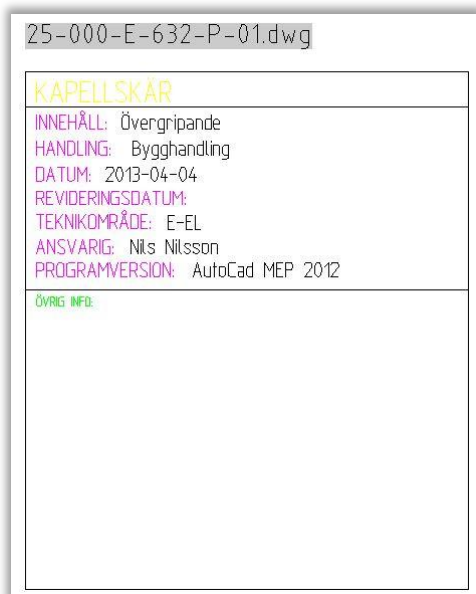 25-000-E-632-P-01.dwg
KAPELLSKÄR
INNEHÅLL: Övergripande
HANDLING: Bygghandling
DATUM: 2013-04-04
REVIDERINGSDATUM:
TEKNIKOMRÅDE: E-EL
ANSVARIG: Nils Nilsson
PROGRAMVERSION: AutoCad MEP 2012
ÖVRIG INFO: